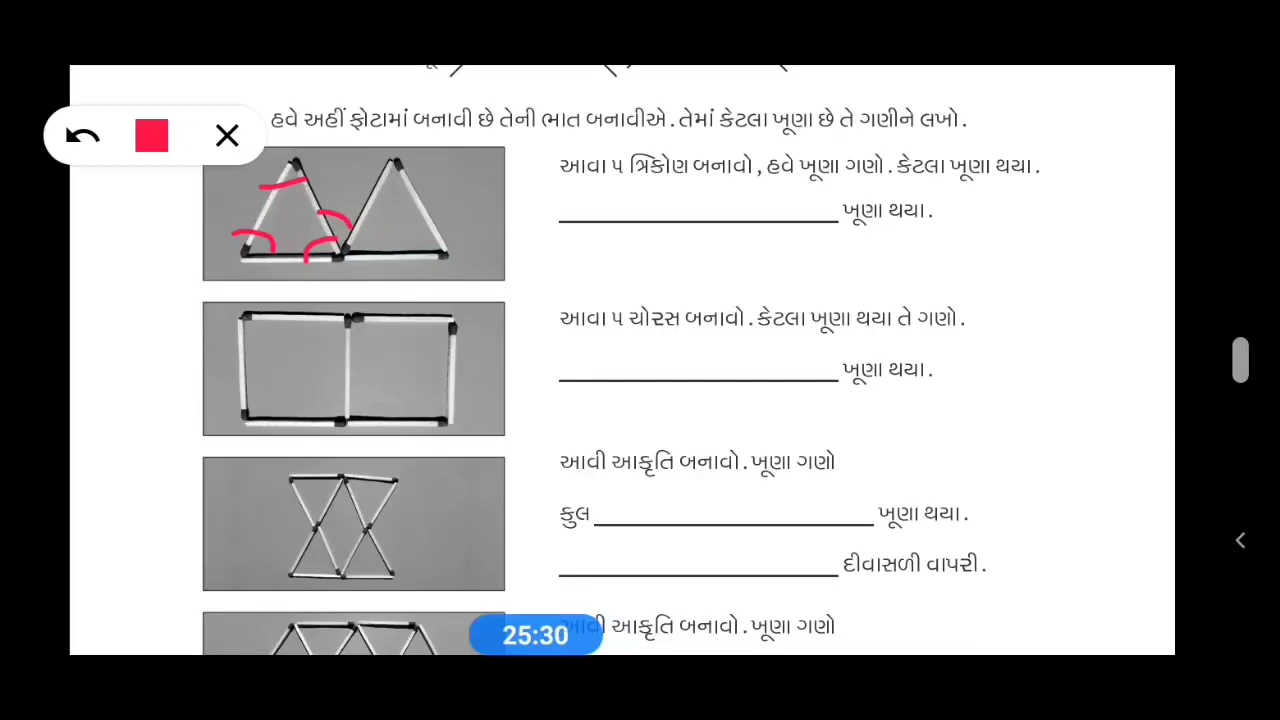 હવે અહીં ફોટામાં બનાવી છે તેની ભાત બનાવીએ. તેમાં કેટલા ખૂણા છે તે ગણીને લખો.
આવા ૫ ત્રિકોણ બનાવો, હવે ખૂણા ગણો. કેટલા ખૂણા થયા.
ખૂણા થયા.
આવા ૫ ચોરસ બનાવો. કેટલા ખૂણા થયા તે ગણો.
ખૂણા થયા.
આવી આકૃતિ બનાવો. ખૂણા ગણો
કુલ ખૂણા થયા.
દીવાસળી વાપરી.
આવી આકૃતિ બનાવો. ખૂણા ગણો
25:30